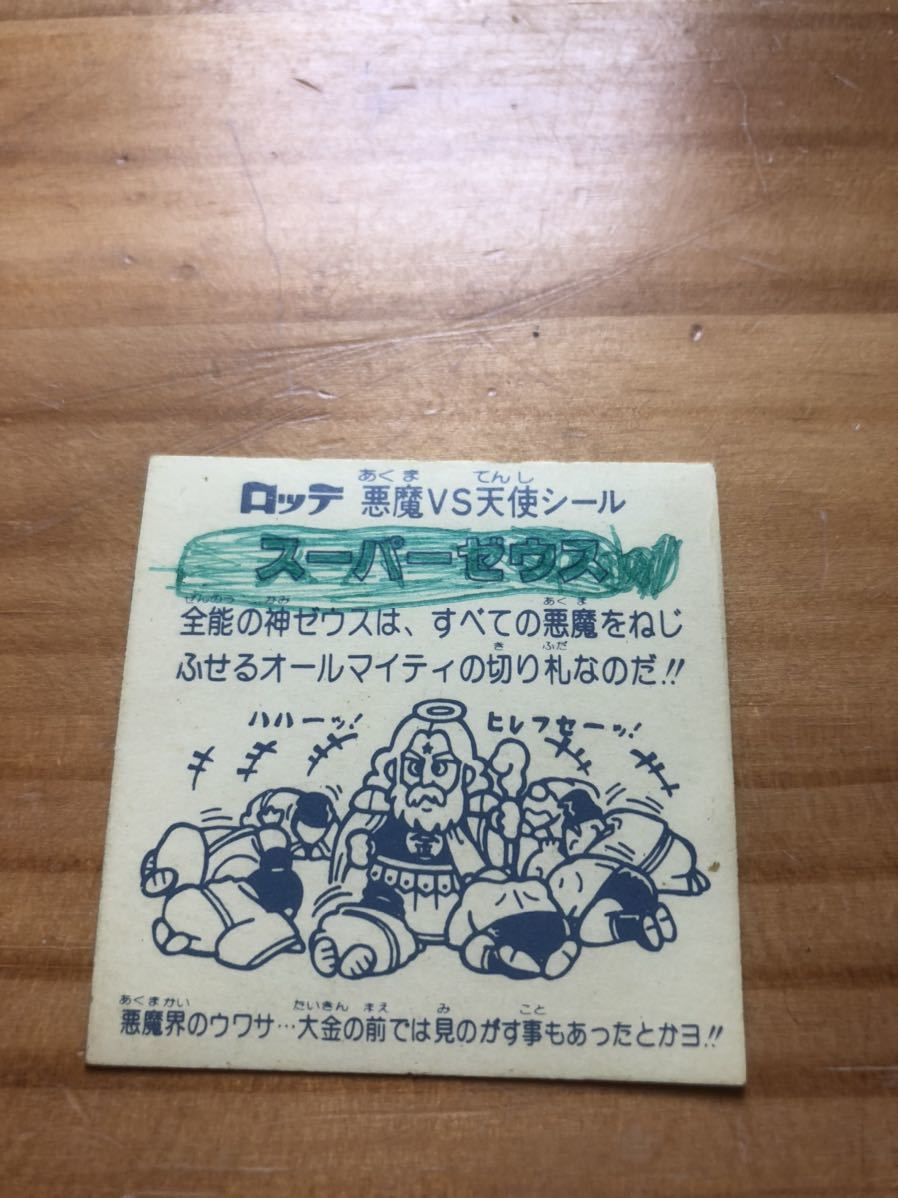 ロッテ 悪魔VS天使シール
あくま てんし
スーパーゼウス
ぜんのう かみ あくま
全能の神ゼウスは、すべての悪魔をねじ
き ふだ
ふせるオールマイティの切り札なのだ!!
ハハーッ!
ヒレフセーッ!
あくまかい たいきん まえ み こと
悪魔界のウワサ…大金の前では見のがす事もあったとかヨ!!